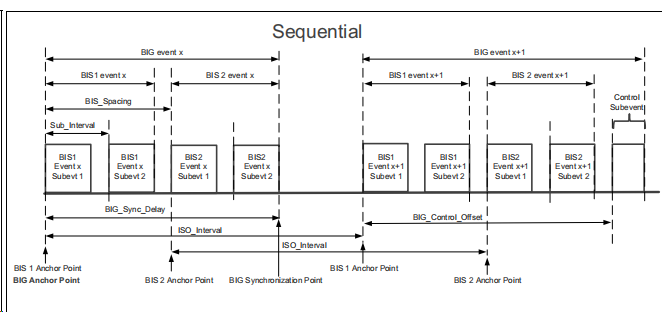 Sequential
BIG event x
BIG event x+1
BIS1 event x
BIS 2 event x
BIS1 event x+1
BIS 2 event x+1
BIS_Spacing
Control
Subevent
Sub_Interval
BIS1
Event x
Subevt 1
BIS1
Event x
Subevt 2
BIS2
Event x
Subevt 1
BIS2
Event x
Subevt 2
BIS1
Event x+1
Subevt 1
BIS1
Event x+1
Subevt 2
BIS2
Event x+1
Subevt 1
BIS2
Event x+1
Subevt 2
BIG_Sync_Delay
BIG_Control_Offset
ISO_Interval
ISO_Interval
BIS 1 Anchor Point
BIG Anchor Point
BIS 2 Anchor Point
BIG Synchronization Point
BIS 1 Anchor Point
BIS 2 Anchor Point